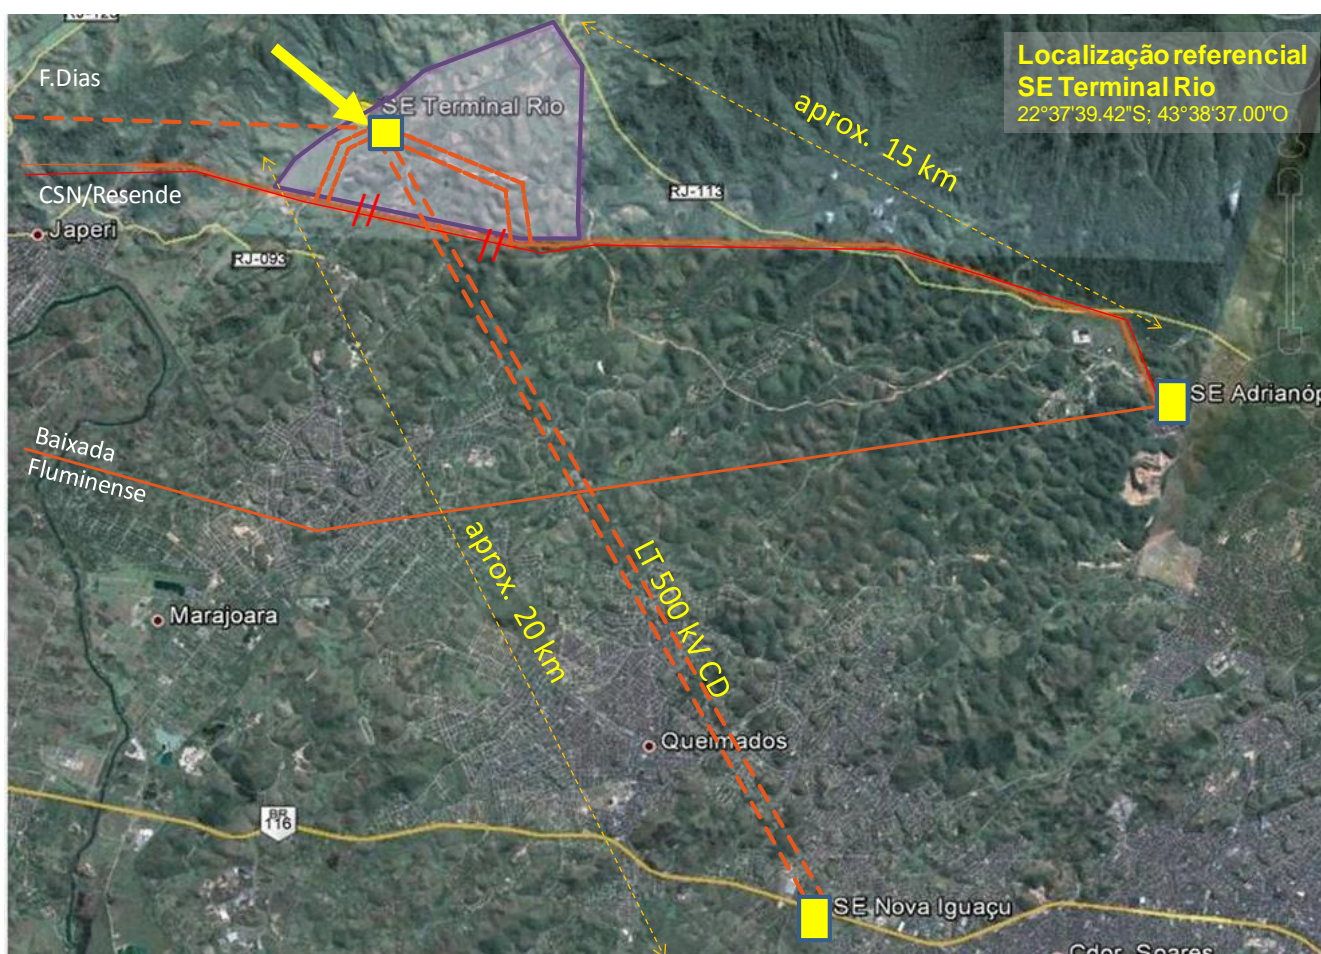 RJ-125
F.Dias
SE Terminal Rio
Localização referencial
SE Terminal Rio
22°37'39.42"S; 43°38'37.00"O
aprox. 15 km
CSN/Resende
RJ-113
Japeri
RJ-093
SE Adrianóp
Baixada
Fluminense
aprox. 20 km
LT 500 kV CD
Marajoara
Queimados
BR
116
SE Nova Iguaçu
Cdor. Soares